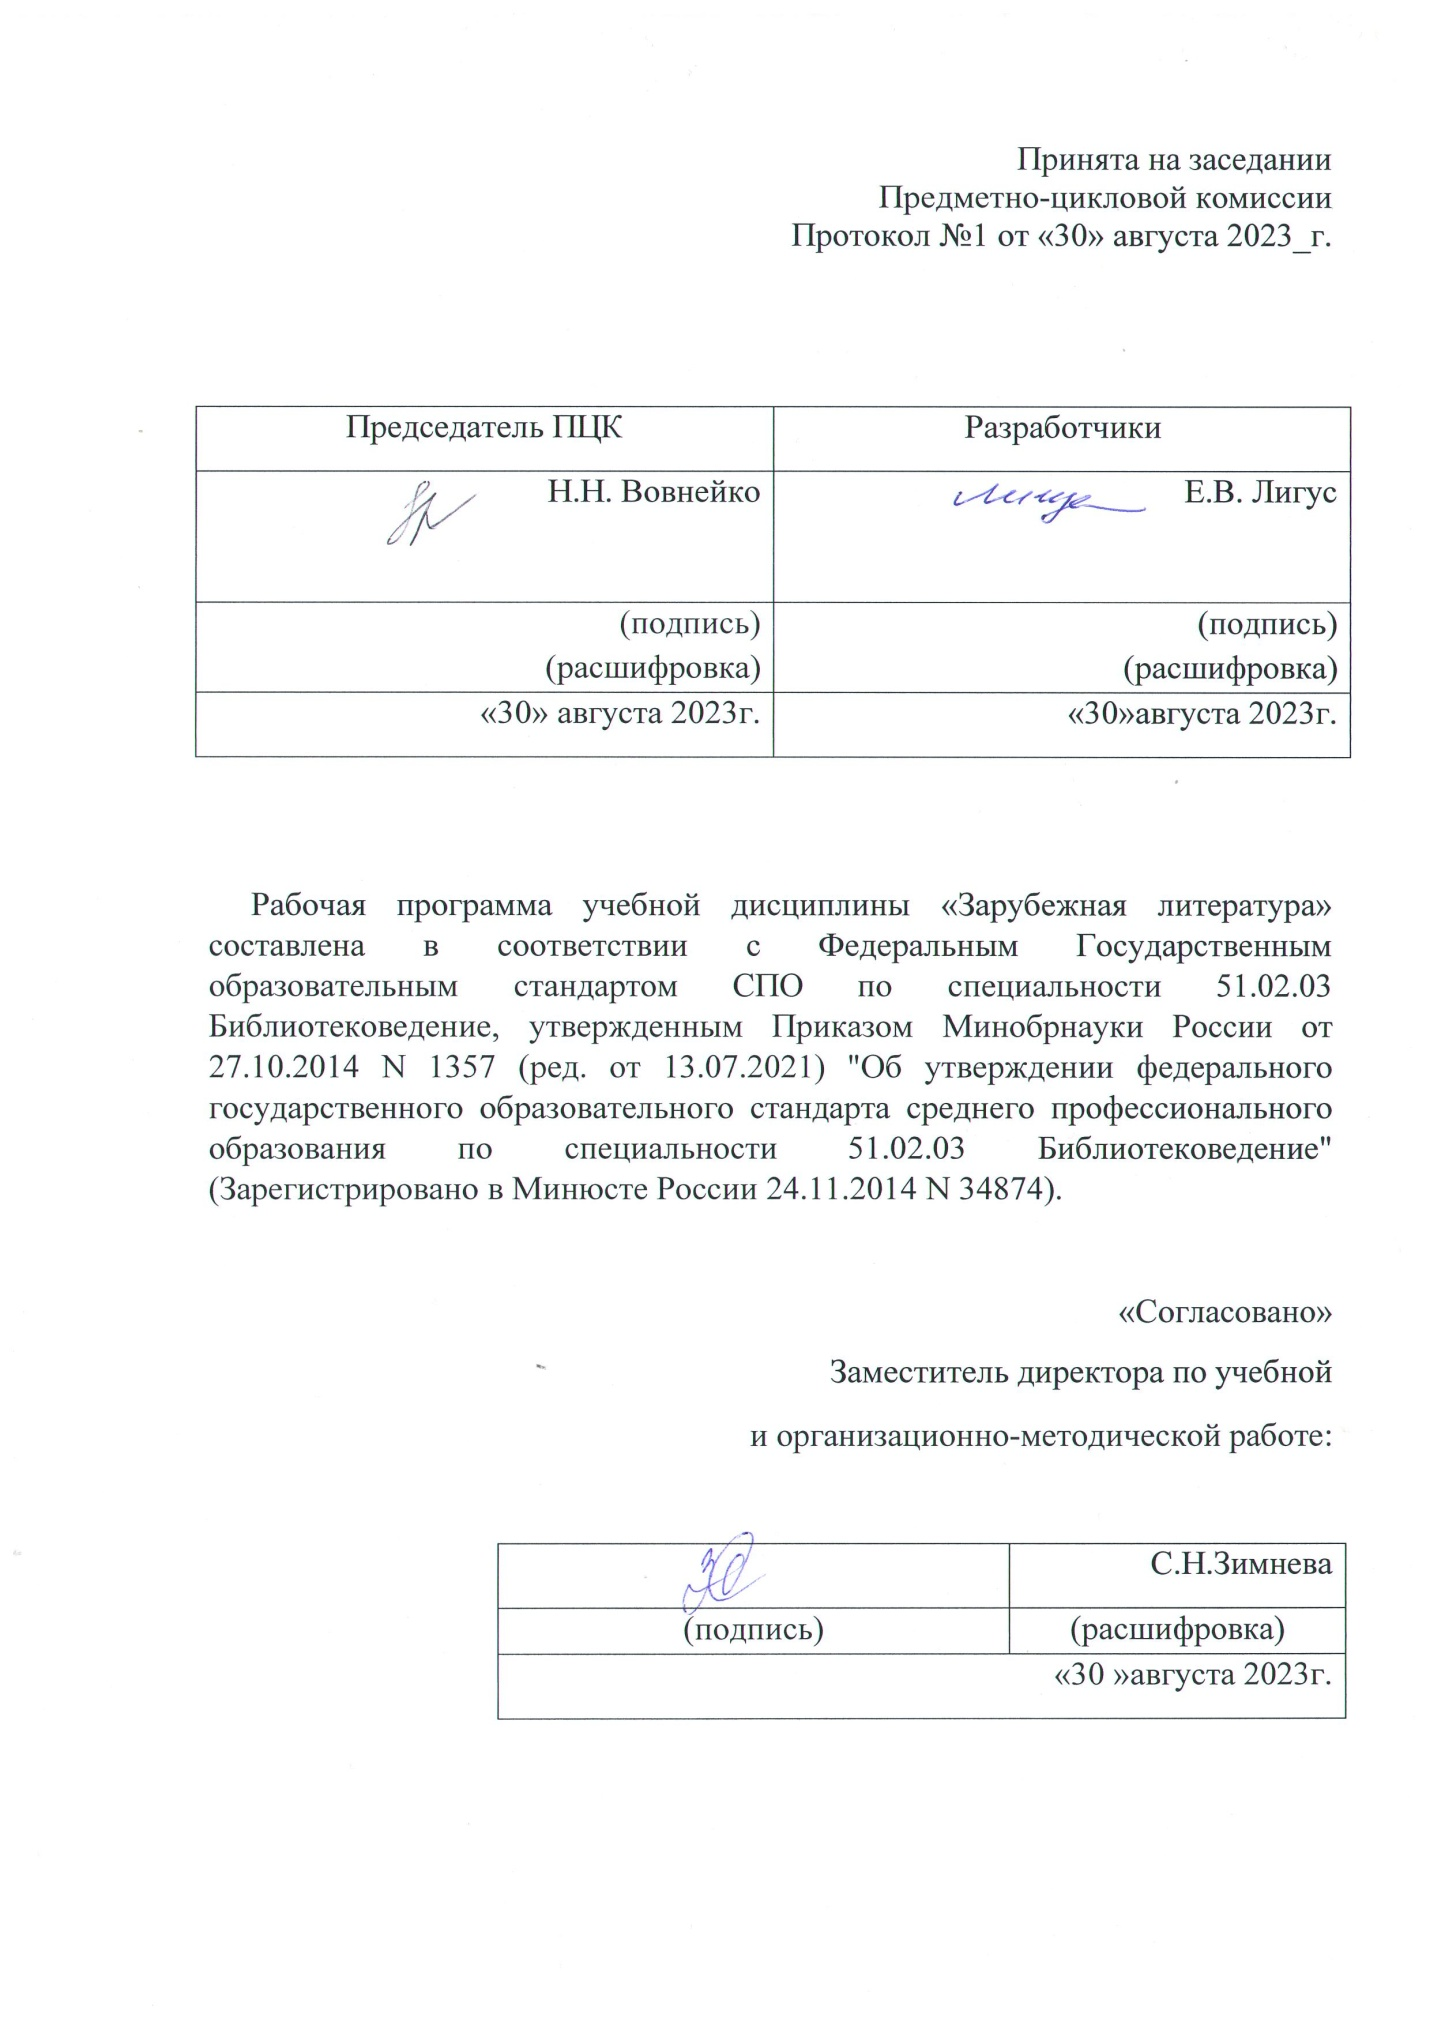 Принята на заседании
Предметно-цикловой комиссии
Протокол №1 от «30» августа 2023_г.
Председатель ПЦК
Разработчики
Н.Н. Вовнейко
Е.В. Лигус
(подпись)
(расшифровка)
(подпись)
(расшифровка)
«30» августа 2023г.
«30»августа 2023г.
Рабочая программа учебной дисциплины «Зарубежная литература»
составлена в соответствии с Федеральным Государственным
образовательным стандартом СПО по специальности 51.02.03
Библиотековедение, утвержденным Приказом Минобрнауки России от
27.10.2014 N 1357 (ред. от 13.07.2021) "Об утверждении федерального
государственного образовательного стандарта среднего профессионального
образования по специальности 51.02.03 Библиотековедение"
(Зарегистрировано в Минюсте России 24.11.2014 N 34874).
«Согласовано»
Заместитель директора по учебной
и организационно-методической работе:
С.Н.Зимнева
(подпись)
(расшифровка)
«30 »августа 2023г.